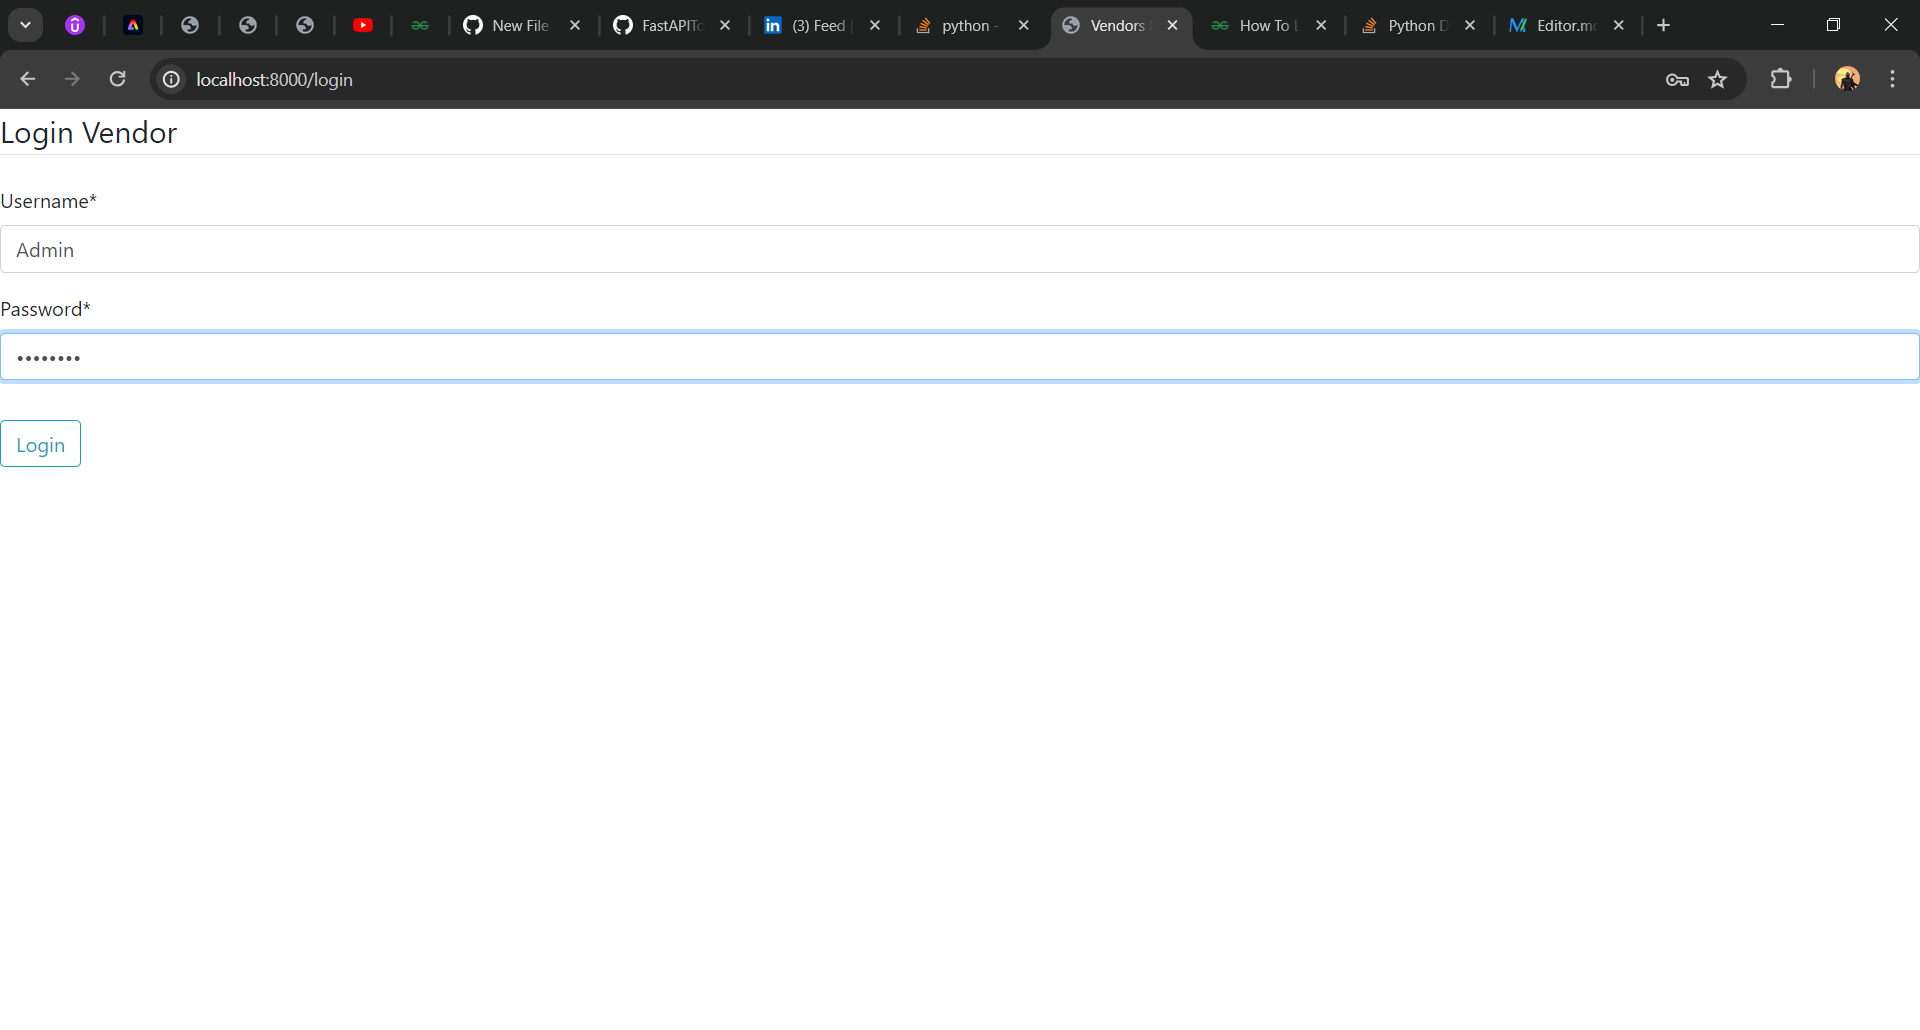 New File
FastAPITo
(3) Feed
python -
Vendors
How To L
Python D
Editor.mc
localhost:8000/login
Login Vendor
Username*
Admin
Password*
••••••••
Login